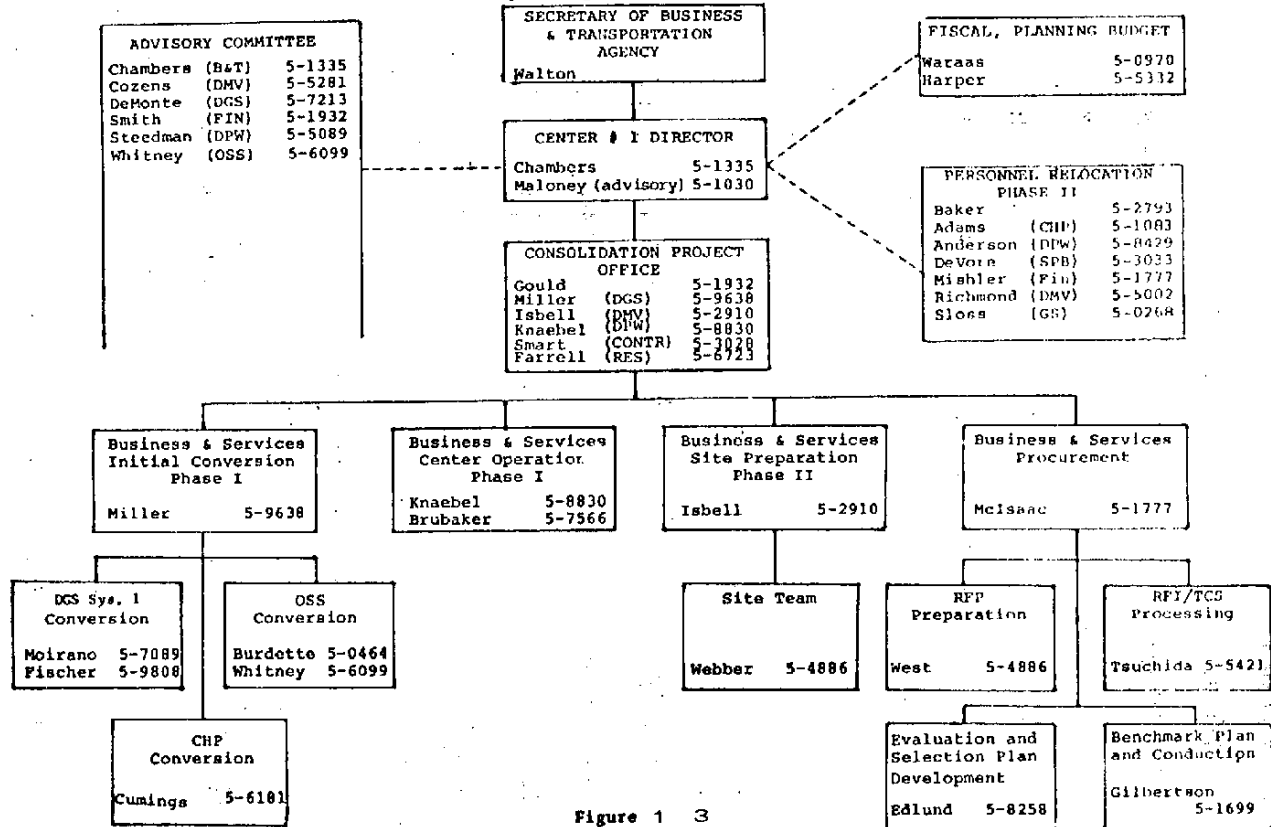 SECRETARY OF BUSINESS
& TRANSPORTATION
AGENCY
Walton
ADVISORY COMMITTEE
Chambers (B&T) 5-1335
Cozens (DMV) 5-5281
DeMonte (DGS) 5-7213
Smith (FIN) 5-1932
Steedman (DPW) 5-5089
Whitney (OSS) 5-6099
FISCAL, PLANNING BUDGET
Waraas 5-0970
Harper 5-5332
CENTER # 1 DIRECTOR
Chambers 5-1335
Maloney (advisory) 5-1030
PERSONNEL RELOCATION
PHASE II
Baker 5-2793
Adams (CHP) 5-1083
Anderson (DPW) 5-8429
DeVore (SPB) 5-3033
Mishler (Fin) 5-1777
Richmond (DMV) 5-5002
Sloss (GS) 5-0268
CONSOLIDATION PROJECT
OFFICE
Gould 5-1932
Miller (DGS) 5-9638
Isbell (DMV) 5-2910
Knaebel (DPW) 5-8830
Smart (CONTR) 5-3028
Farrell (RES) 5-6723
Business & Services
Initial Conversion
Phase I
Miller 5-9638
Business & Services
Center Operation
Phase I
Knaebel 5-8830
Brubaker 5-7566
Business & Services
Site Preparation
Phase II
Isbell 5-2910
Business & Services
Procurement
McIsaac 5-1777
DGS Sys. 1
Conversion
Moirano 5-7089
Fischer 5-9808
OSS
Conversion
Burdette 5-0464
Whitney 5-6099
Site Team
Webber 5-4886
RFP
Preparation
West 5-4886
RFI/TCS
Processing
Tsuchida 5-5421
CHP
Conversion
Cumings 5-6181
Evaluation and
Selection Plan
Development
Edlund 5-8258
Benchmark Plan
and Conduction
Gilbertson
5-1699
Figure 1 3